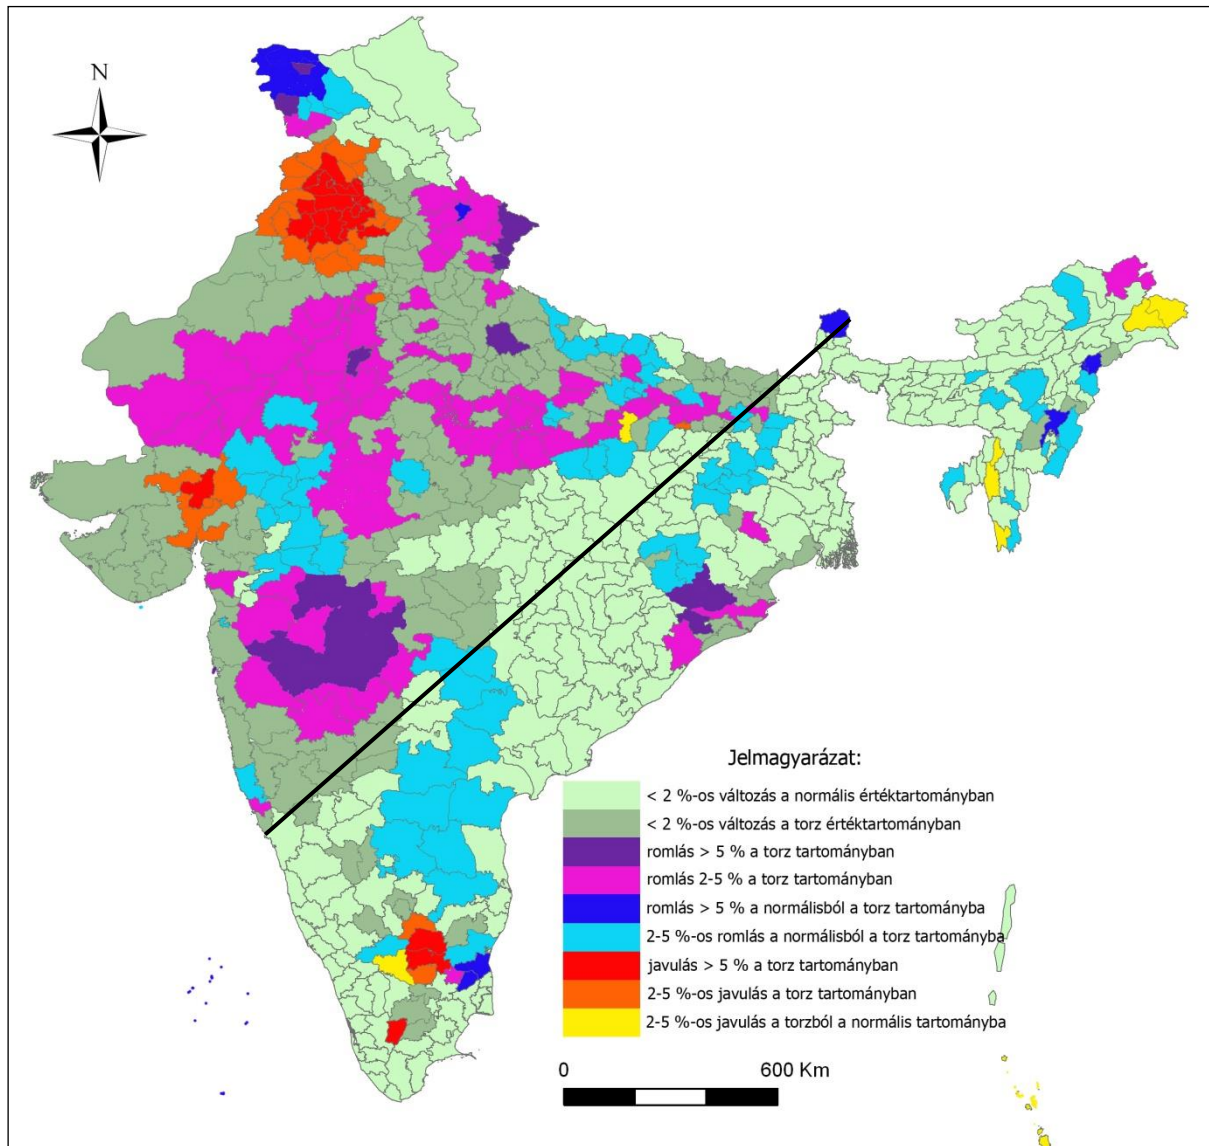 N
Jelmagyarázat:
< 2 %-os változás a normális értéktartományban
< 2 %-os változás a torz értéktartományban
romlás > 5 % a torz tartományban
romlás 2-5 % a torz tartományban
romlás > 5 % a normálisból a torz tartományba
2-5 %-os romlás a normálisból a torz tartományba
javulás > 5 % a torz tartományban
2-5 %-os javulás a torz tartományban
2-5 %-os javulás a torzból a normális tartományba
0 600 Km